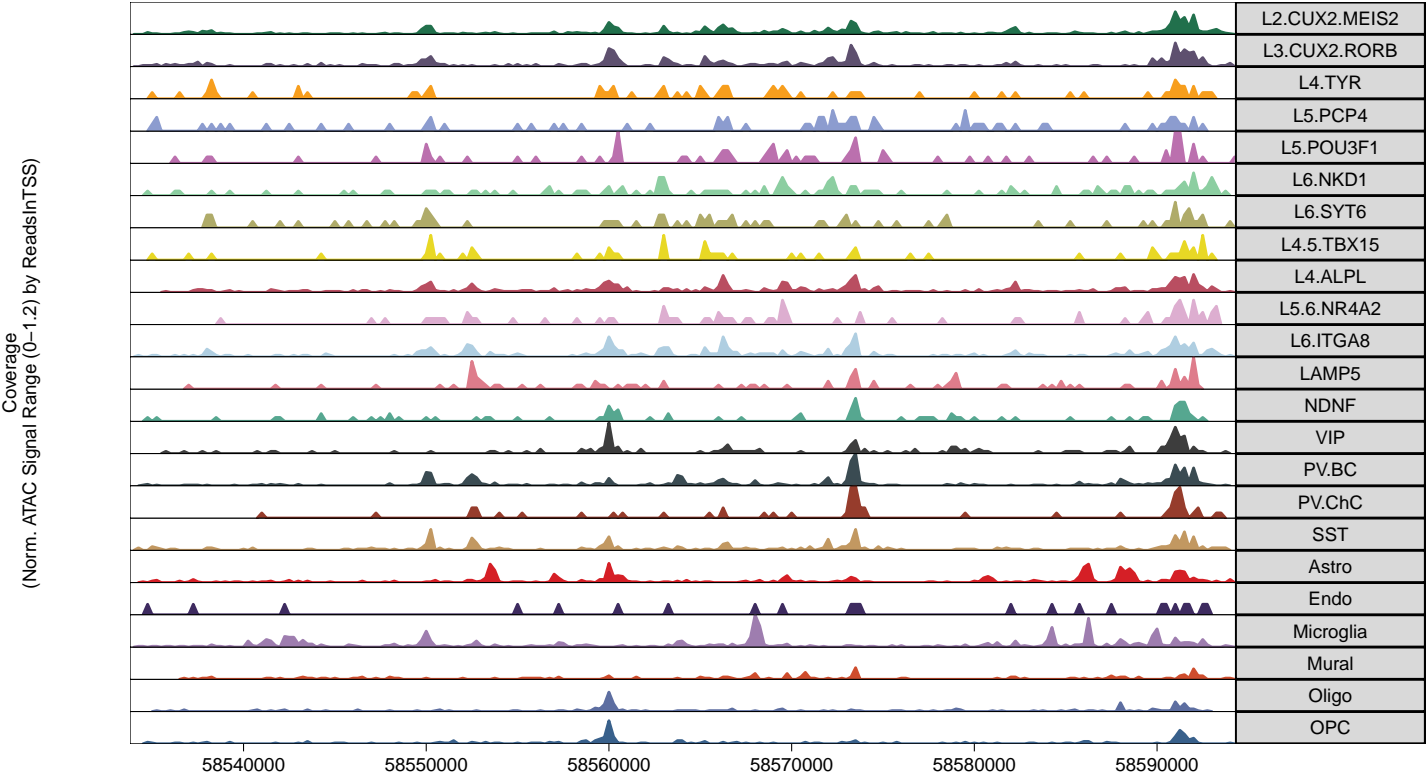 Coverage
(Norm. ATAC Signal Range (0−1.2) by ReadsInTSS)
L2.CUX2.MEIS2
L3.CUX2.RORB
L4.TYR
L5.PCP4
L5.POU3F1
L6.NKD1
L6.SYT6
L4.5.TBX15
L4.ALPL
L5.6.NR4A2
L6.ITGA8
LAMP5
NDNF
VIP
PV.BC
PV.ChC
SST
Astro
Endo
Microglia
Mural
Oligo
OPC
58540000 58550000 58560000 58570000 58580000 58590000